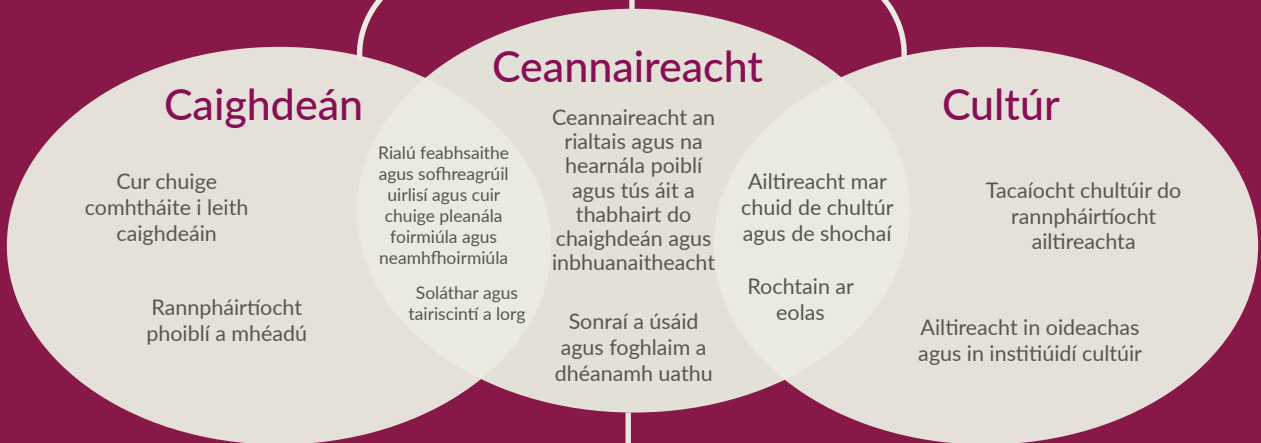 Caighdeán
Cur chuige
comhtháite i leith
caighdeáin
Rannpháirtíocht
phoiblí a mhéadú
Rialú feabhsaithe
agus sofhreagrúil
uirlisí agus cuir
chuige pleanála
foirmiúla agus
neamhfhoirmiúla
Soláthar agus
tairiscintí a lorg
Ceannaireacht
Ceannaireacht an
rialtais agus na
hearnála poiblí
agus tús áit a
thabhairt do
chaighdeán agus
inbhuanaitheacht
Sonraí a úsáid
agus foghlaim a
dhéanamh uathu
Ailtireacht mar
chuid de chultúr
agus de shochaí
Rochtain ar
eolas
Cultúr
Tacaíocht chultúir do
rannpháirtíocht
ailtireachta
Ailtireacht in oideachas
agus in institiúidí cultúir